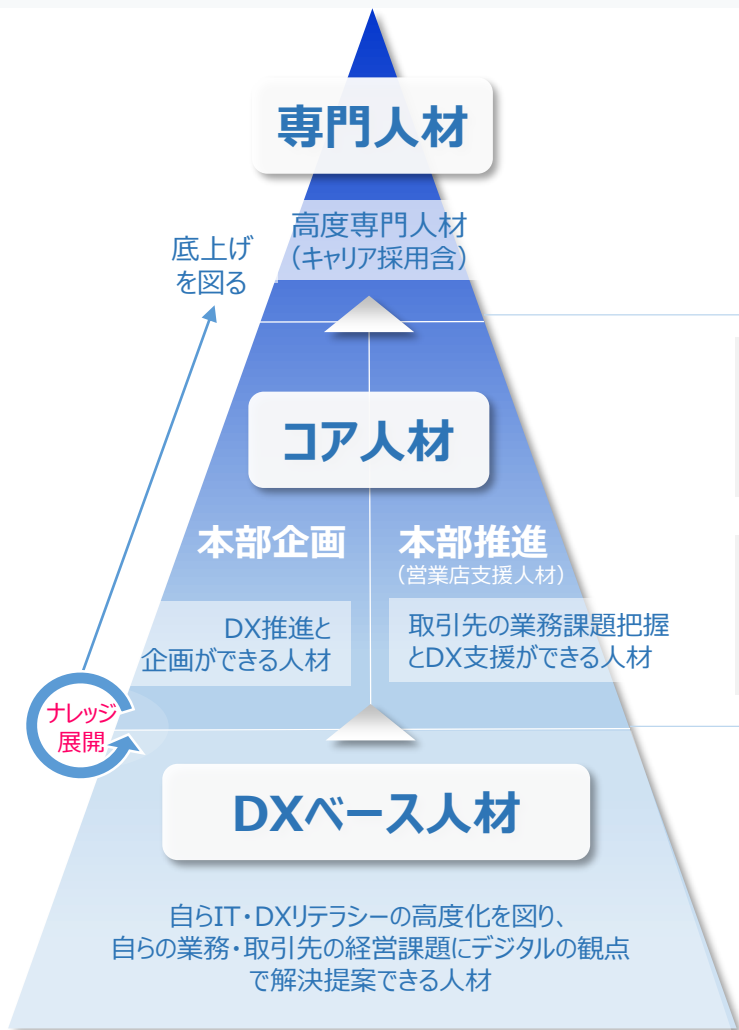 専門人材
高度専門人材
（キャリア採用含）
底上げ
を図る
コア人材
本部企画
本部推進
（営業店支援人材）
DX推進と
企画ができる人材
取引先の業務課題把握
とDX支援ができる人材
ナレッジ
展開
DXベース人材
自らIT・DXリテラシーの高度化を図り、
自らの業務・取引先の経営課題にデジタルの観点
で解決提案できる人材